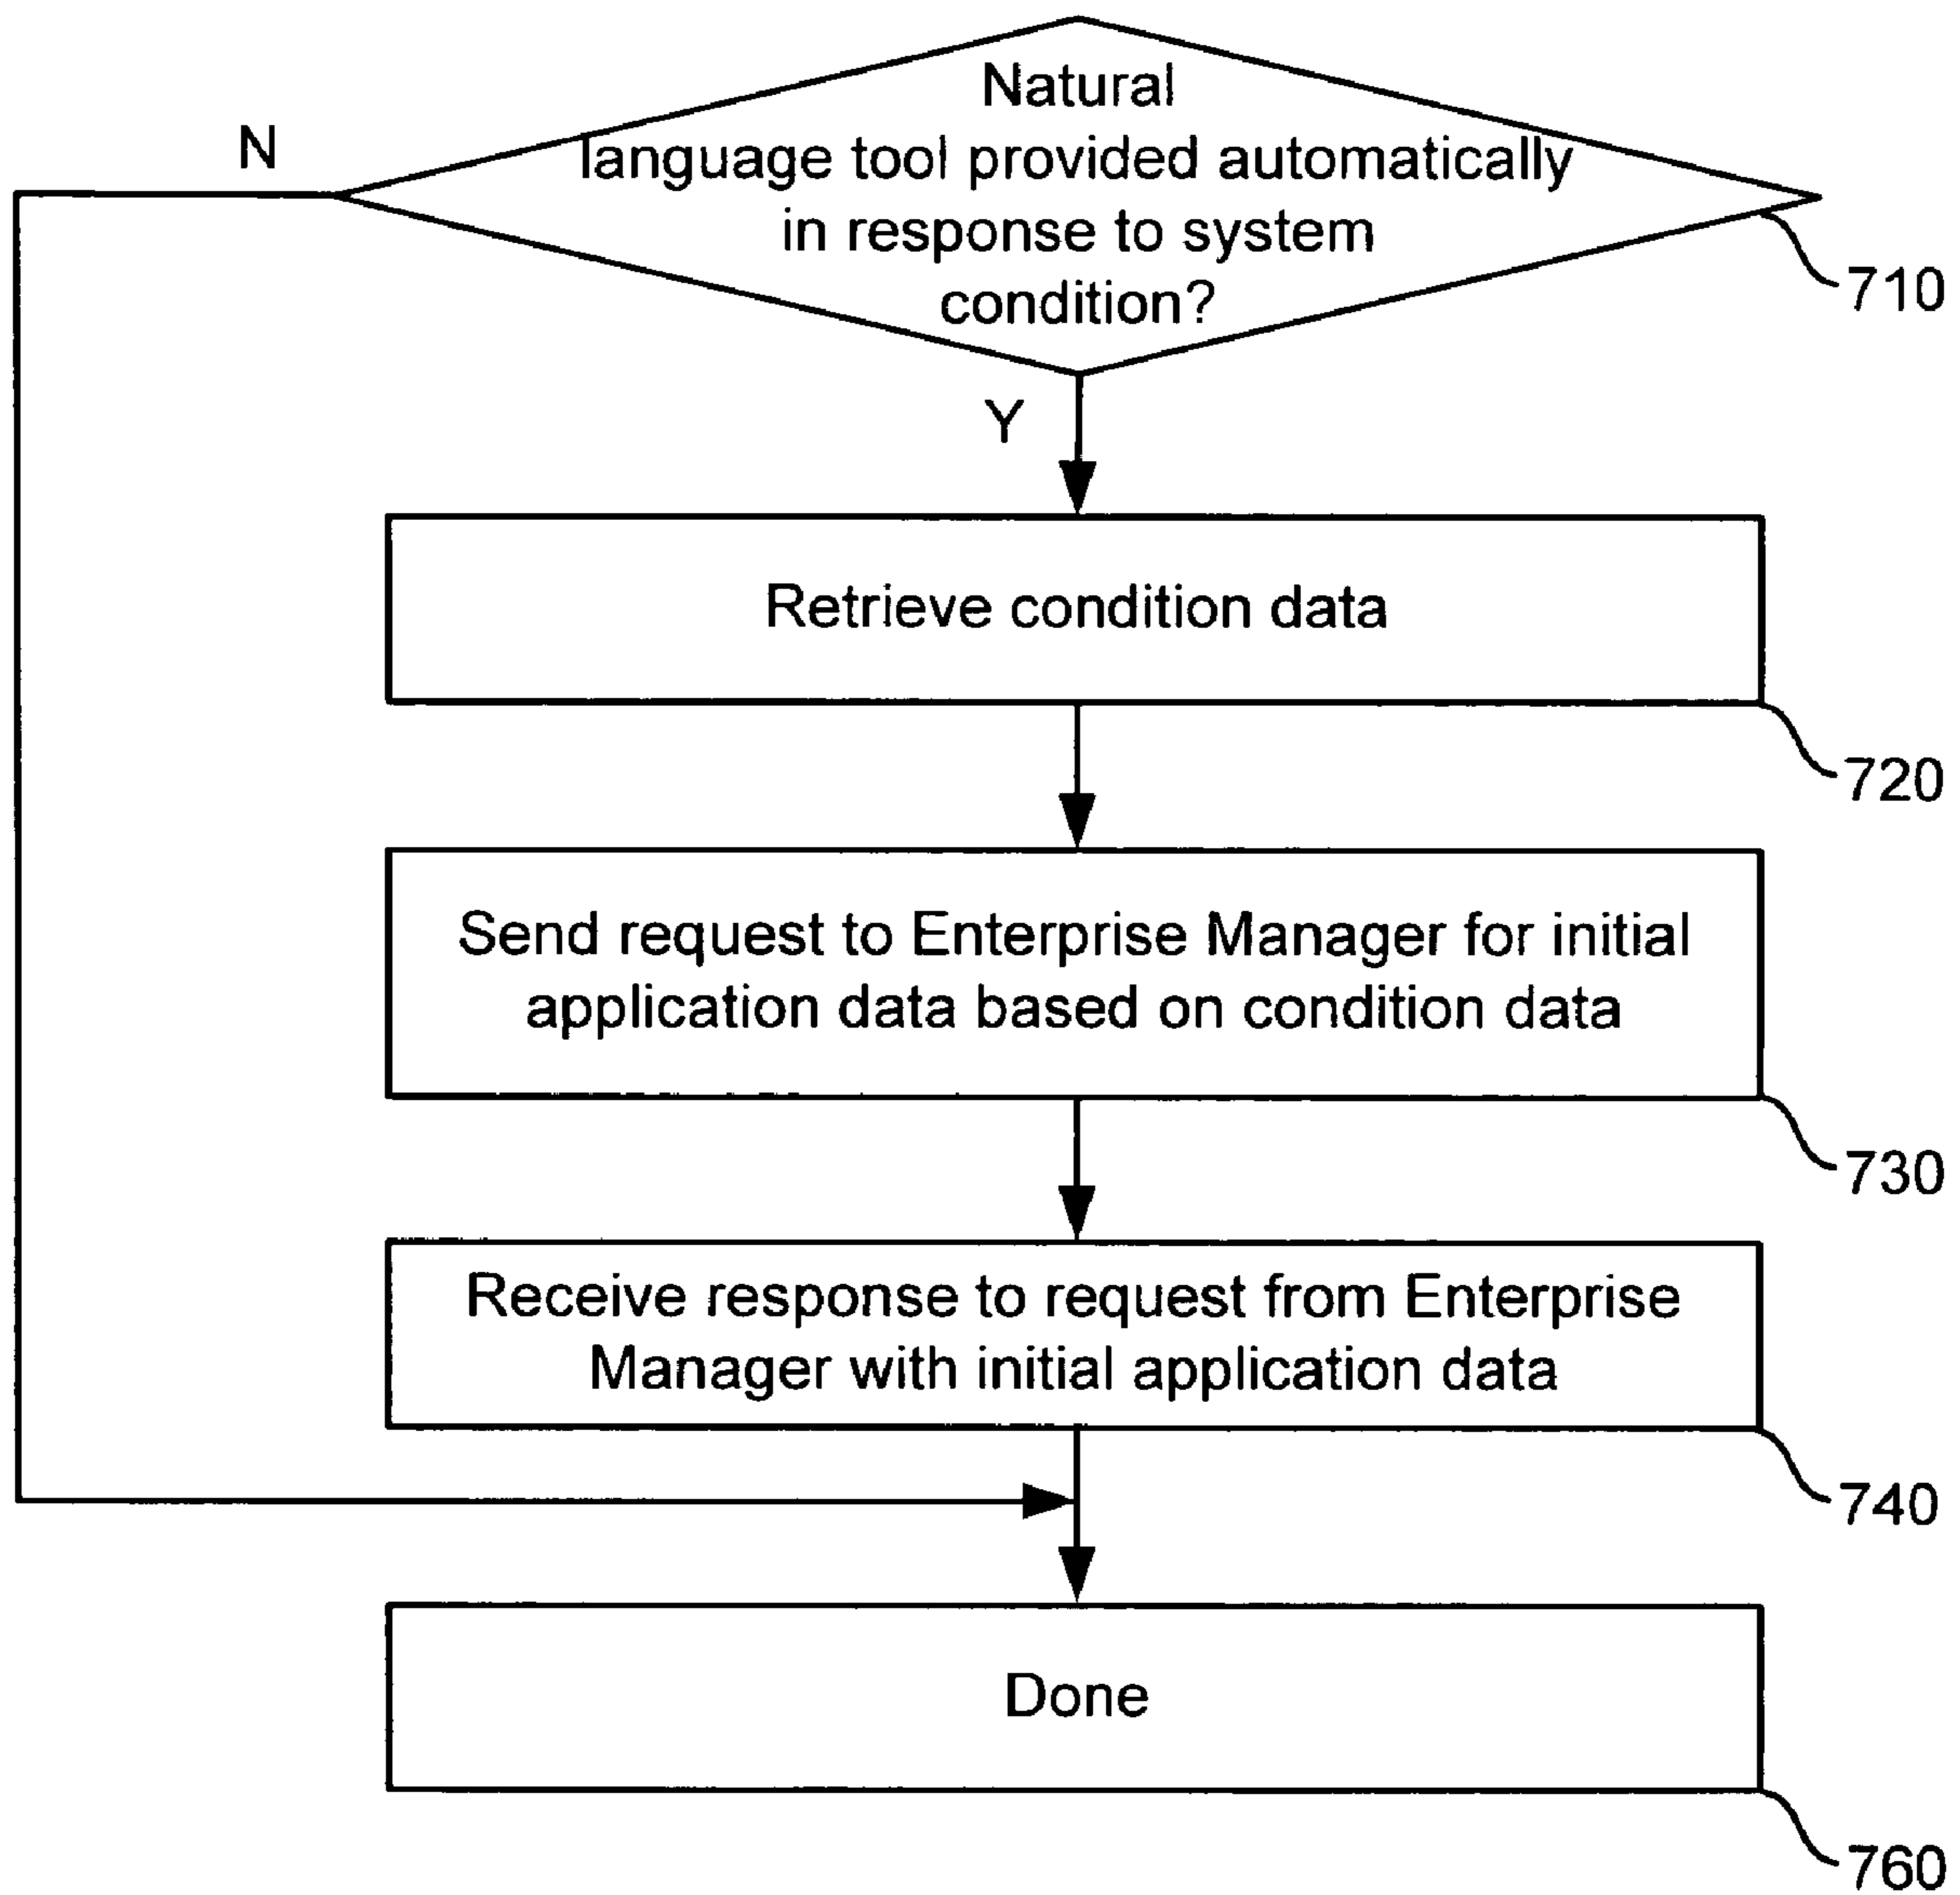 Natural
N
language tool provided automatically
in response to system
condition?
710
Y
Retrieve condition data
720
Send request to Enterprise Manager for initial
application data based on condition data
730
Receive response to request from Enterprise
Manager with initial application data
740
Done
760